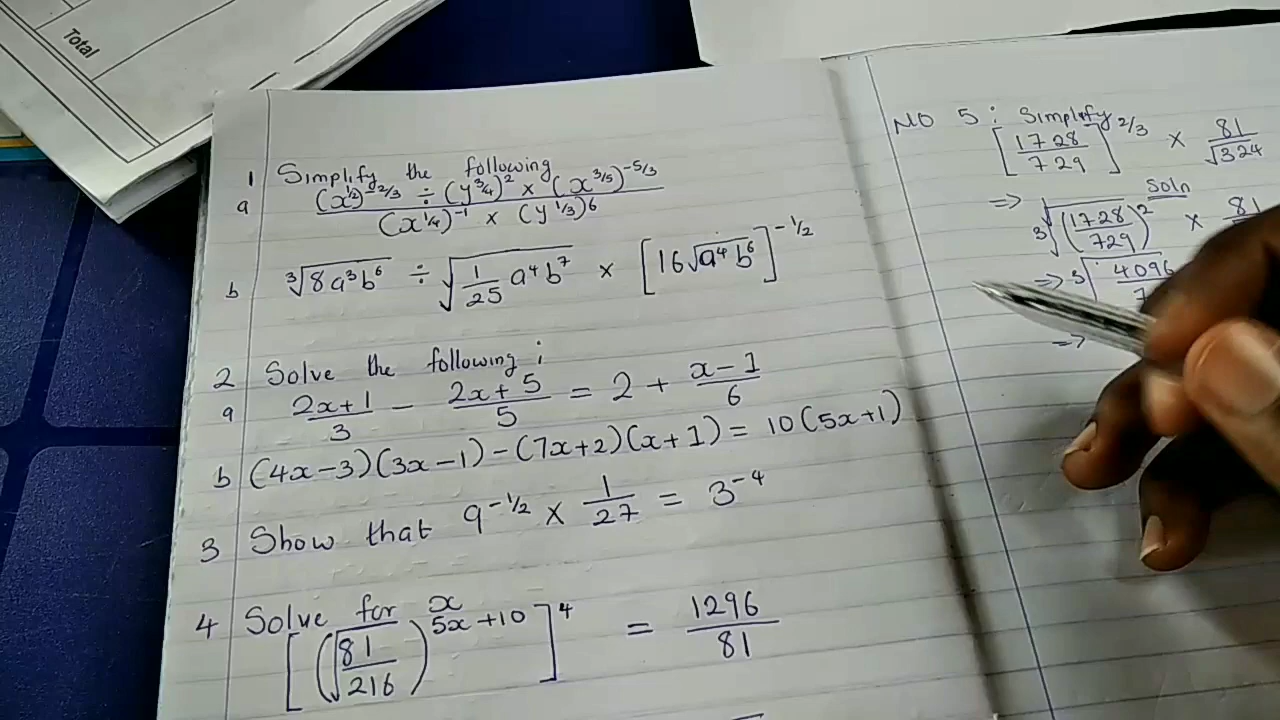 Total
1 Simplify the following
a (x^1/2)^-2/3 ÷ (y^3/4)^2 × (x^3/5)^-5/3
(x^1/4)^-1 × (y^1/3)^6
b ∛8a³b⁶ ÷ √1/25 a⁴b⁷ × [16√a⁴b⁶]^-1/2
2 Solve the following;
a 2x+1/3 - 2x+5/5 = 2 + x-1/6
b (4x-3)(3x-1)-(7x+2)(x+1) = 10(5x+1)
3 Show that 9^-1/2 × 1/27 = 3^-4
4 Solve for x
[(√81/216)^5x+10]^4 = 1296/81
NO 5: Simplify
[1728/729]^2/3 × 81/√324
Soln
=> ∛(1728/729)² × 81
=> ∛4096
7
=>